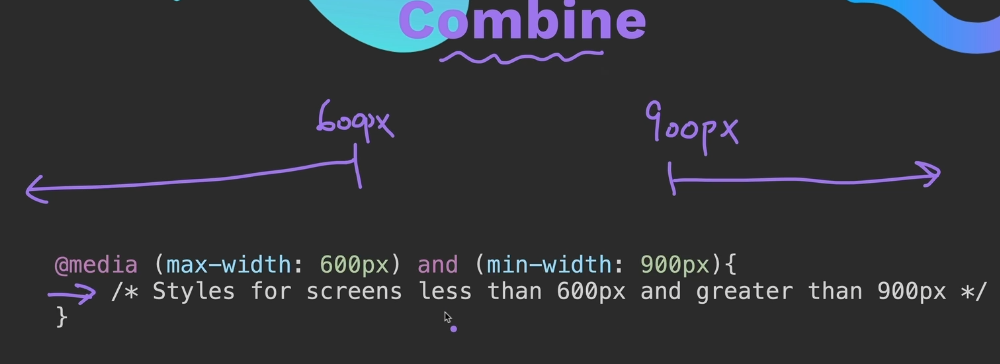 Combine
600px 900px
@media (max-width: 600px) and (min-width: 900px){
/* Styles for screens less than 600px and greater than 900px */
}